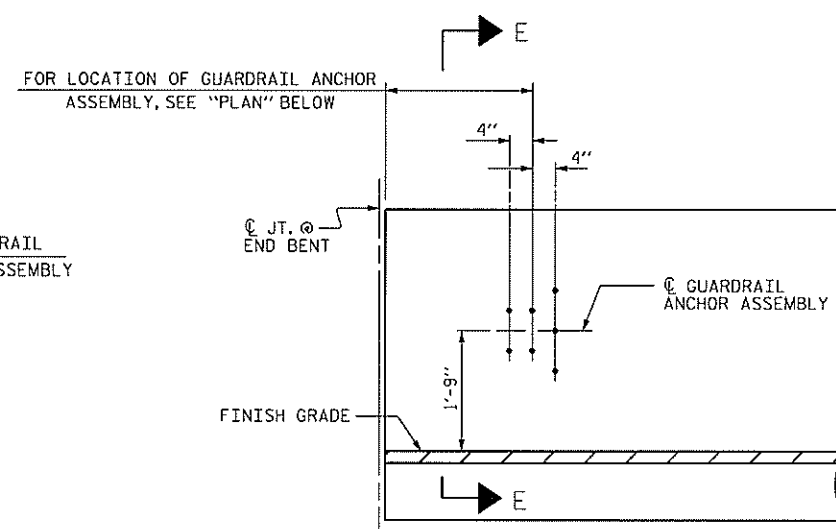 E
FOR LOCATION OF GUARDRAIL ANCHOR
ASSEMBLY, SEE "PLAN" BELOW
4"
4"
℄ JT. @
END BENT
RAIL
SSEMBLY
℄ GUARDRAIL
ANCHOR ASSEMBLY
1'-9"
FINISH GRADE
E